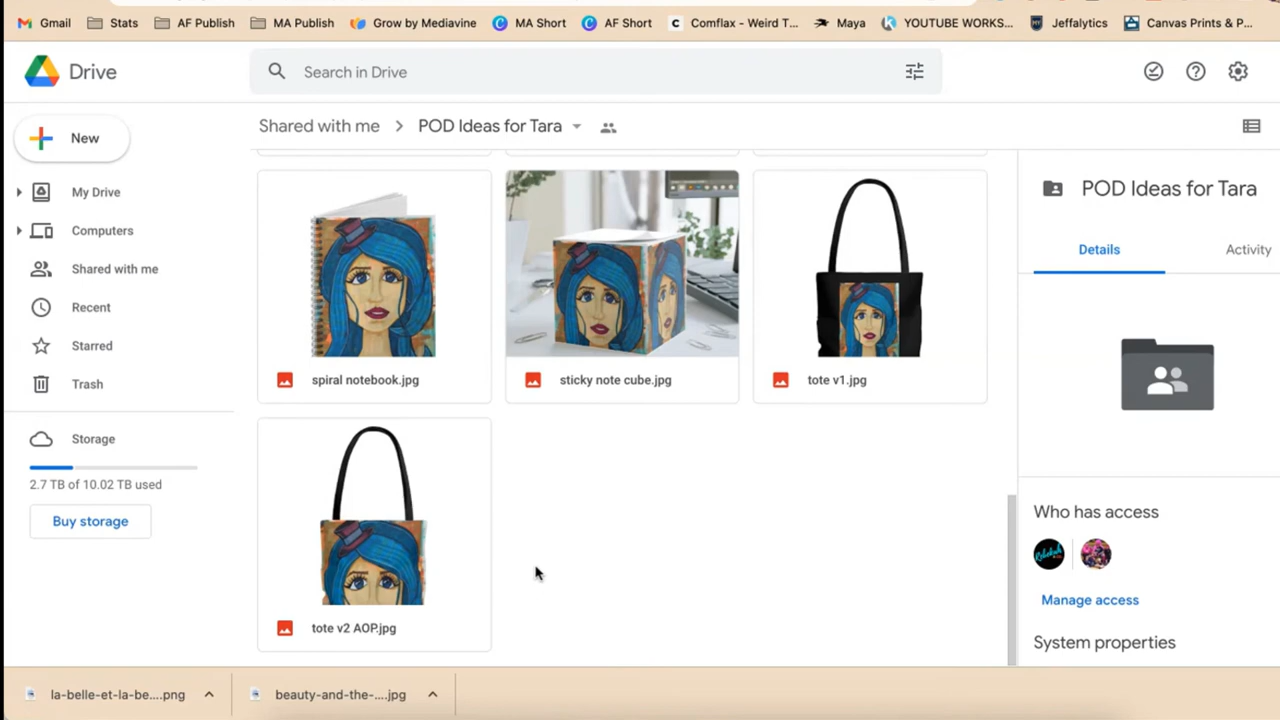 Gmail
Stats
AF Publish
MA Publish
Grow by Mediavine
MA Short
AF Short
Comflax - Weird T...
Maya
YOUTUBE WORKS...
Jeffalytics
Canvas Prints & P...
Drive
Search in Drive
New
Shared with me > POD Ideas for Tara
My Drive
Computers
Shared with me
Recent
Starred
Trash
Storage
2.7 TB of 10.02 TB used
Buy storage
spiral notebook.jpg
sticky note cube.jpg
tote v1.jpg
tote v2 AOP.jpg
POD Ideas for Tara
Details
Activity
Who has access
Manage access
System properties
la-belle-et-la-be....png
beauty-and-the-....jpg